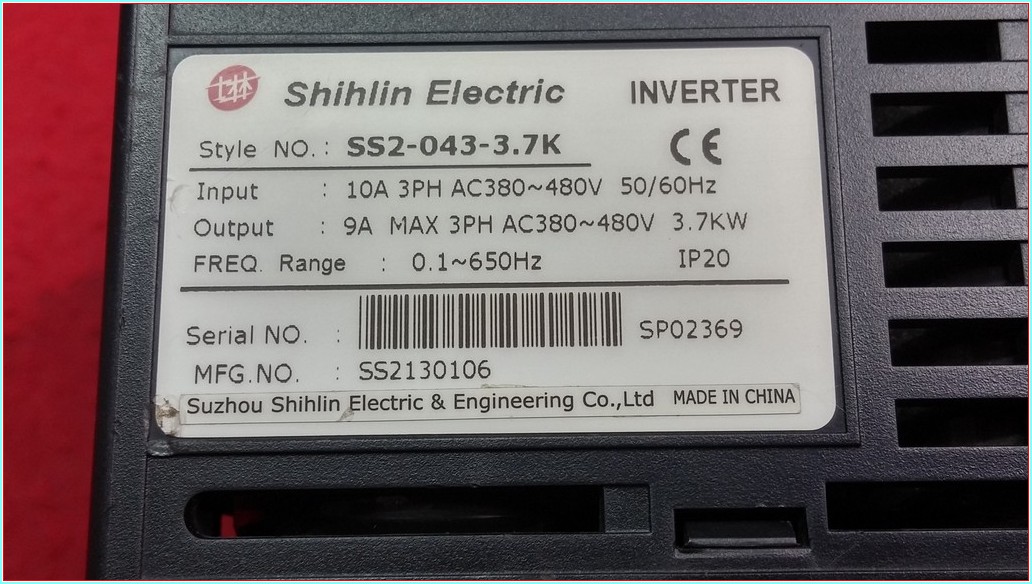 士林 Shihlin Electric INVERTER
Style NO.: SS2-043-3.7K CE
Input : 10A 3PH AC380~480V 50/60Hz
Output : 9A MAX 3PH AC380~480V 3.7KW
FREQ. Range : 0.1~650Hz IP20
Serial NO. : SP02369
MFG.NO. : SS2130106
Suzhou Shihlin Electric & Engineering Co.,Ltd MADE IN CHINA